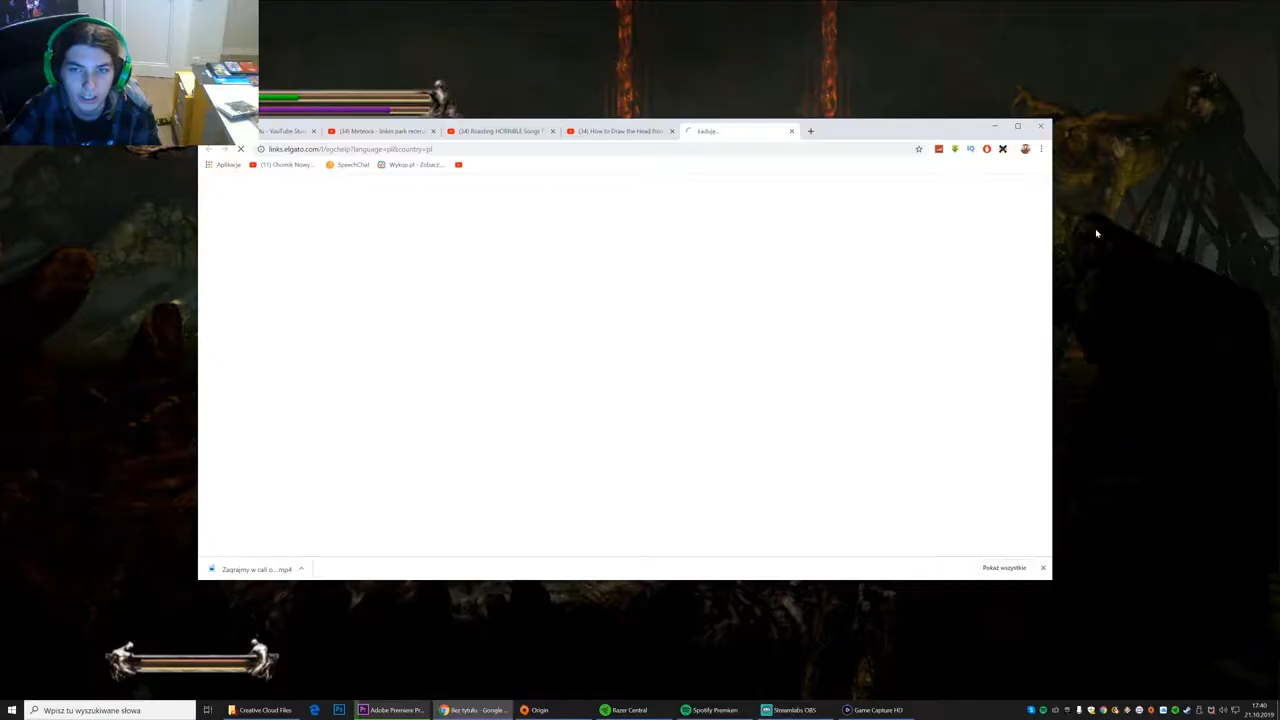 du - YouTube Stu...
(34) Meteora - linkin park recenz
(34) Roasting HORRIBLE Songs !
(34) How to Draw the Head from
Ładuję...
links.elgato.com/l/egchelp?language=pl&country=pl
Aplikacje
(11) Chomik Nowy...
SpeechChat
Wykop.pl - Zobacz...
Zagrajmy w call o....mp4
Pokaż wszystkie
Wpisz tu wyszukiwane słowa
Creative Cloud Files
Adobe Premiere Pr...
Bez tytułu - Google ...
Origin
Razer Central
Spotify Premium
Streamlabs OBS
Game Capture HD
17:40
21.10.2019